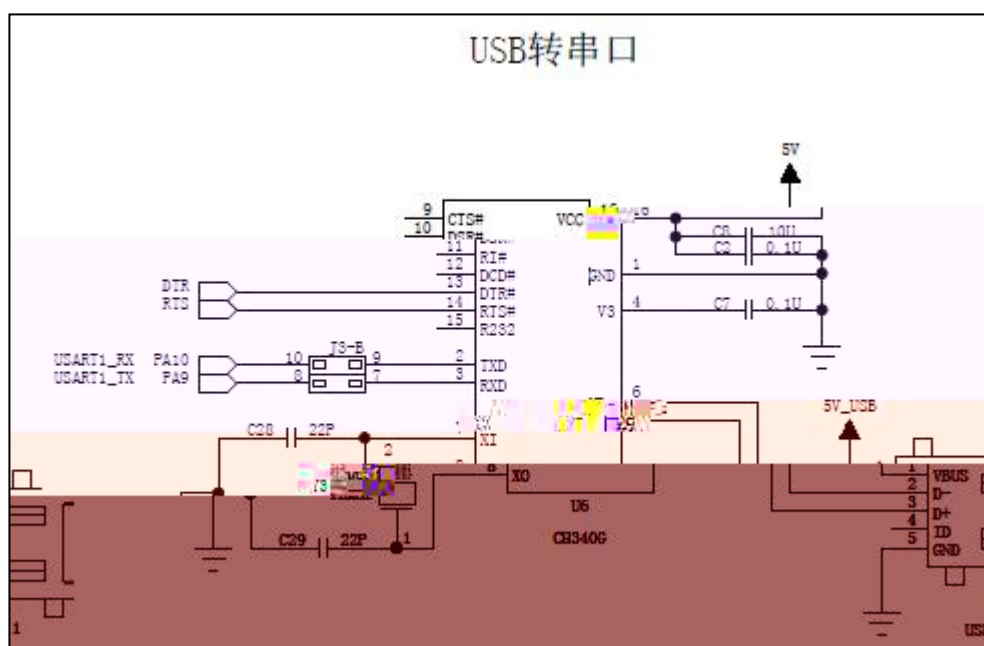 USB转串口
5V
9 CTS# VCC
10 DSR#
C8 10U
11 RI# C2 0.1U
12 DCD# GND 1
DTR 13 DTR#
RTS 14 RTS# V3 4 C7 0.1U
15 R232
J3-B
USART1_RX PA10 10 9 2 TXD
USART1_TX PA9 8 7 3 RXD
6
5V_USB
C28 22P XI
2
1 VBUS
8 XO 2 D-
U6 3 D+
C29 22P 1 CH340G 4 ID
5 GND
1